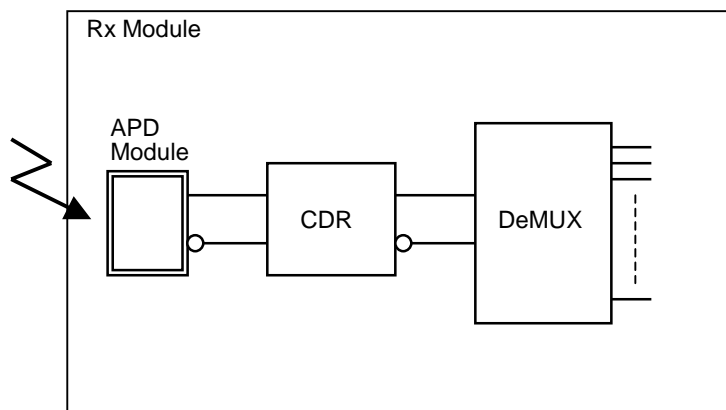 Rx Module
APD
Module
CDR
DeMUX